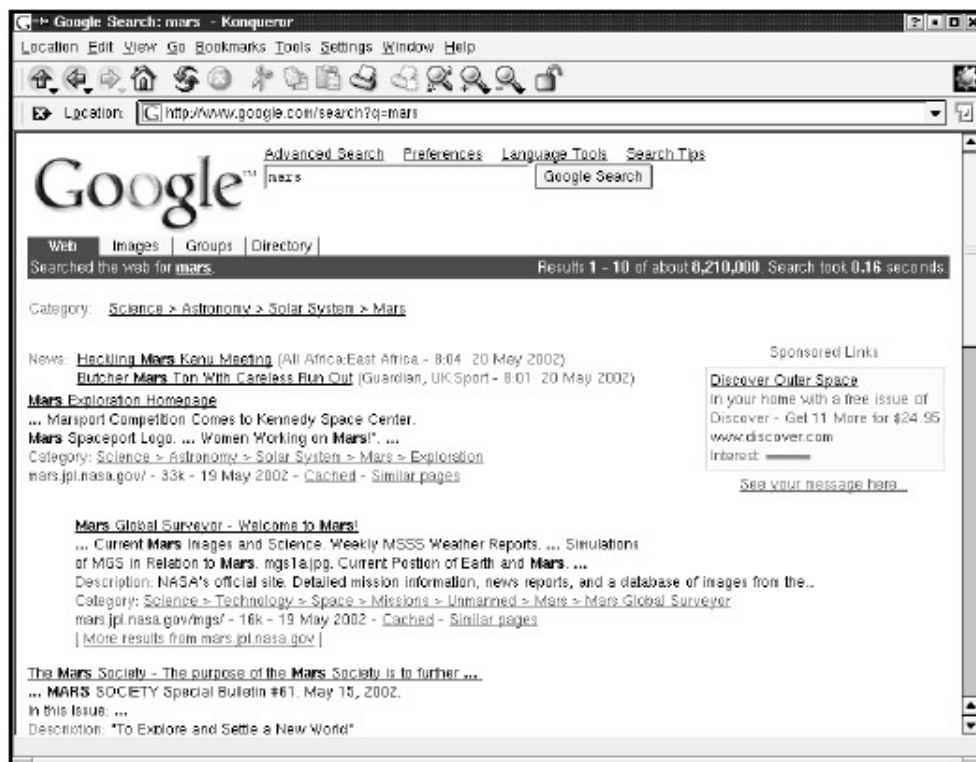 Google Search: mars - Konqueror
Location Edit View Go Bookmarks Tools Settings Window Help
Location: http://www.google.com/search?q=mars
Advanced Search Preferences Language Tools Search Tips
Google™ mars Google Search
Web Images Groups Directory
Searched the web for mars. Results 1 - 10 of about 8,210,000. Search took 0.16 seconds.
Category: Science > Astronomy > Solar System > Mars
News: Heckling Mars Kanu Meeting (All Africa:East Africa - 8:04 20 May 2002)
Butcher Mars Ton With Careless Run Out (Guardian, UK:Sport - 8:01 20 May 2002)
Mars Exploration Homepage
... Marsport Competition Comes to Kennedy Space Center.
Mars Spaceport Logo. ... Women Working on Mars!". ...
Category: Science > Astronomy > Solar System > Mars > Exploration
mars.jpl.nasa.gov/ - 33k - 19 May 2002 - Cached - Similar pages
Sponsored Links
Discover Outer Space
In your home with a free issue of
Discover - Get 11 More for $24.95
www.discover.com
Interest:
See your message here...
Mars Global Surveyor - Welcome to Mars!
... Current Mars Images and Science. Weekly MSSS Weather Reports. ... Simulations
of MGS in Relation to Mars. mgs1a.jpg. Current Postion of Earth and Mars. ...
Description: NASA's official site. Detailed mission information, news reports, and a database of images from the...
Category: Science > Technology > Space > Missions > Unmanned > Mars > Mars Global Surveyor
mars.jpl.nasa.gov/mgs/ - 16k - 19 May 2002 - Cached - Similar pages
[ More results from mars.jpl.nasa.gov ]
The Mars Society - The purpose of the Mars Society is to further ...
... MARS SOCIETY Special Bulletin #61. May 15, 2002.
In this Issue: ...
Description: "To Explore and Settle a New World"